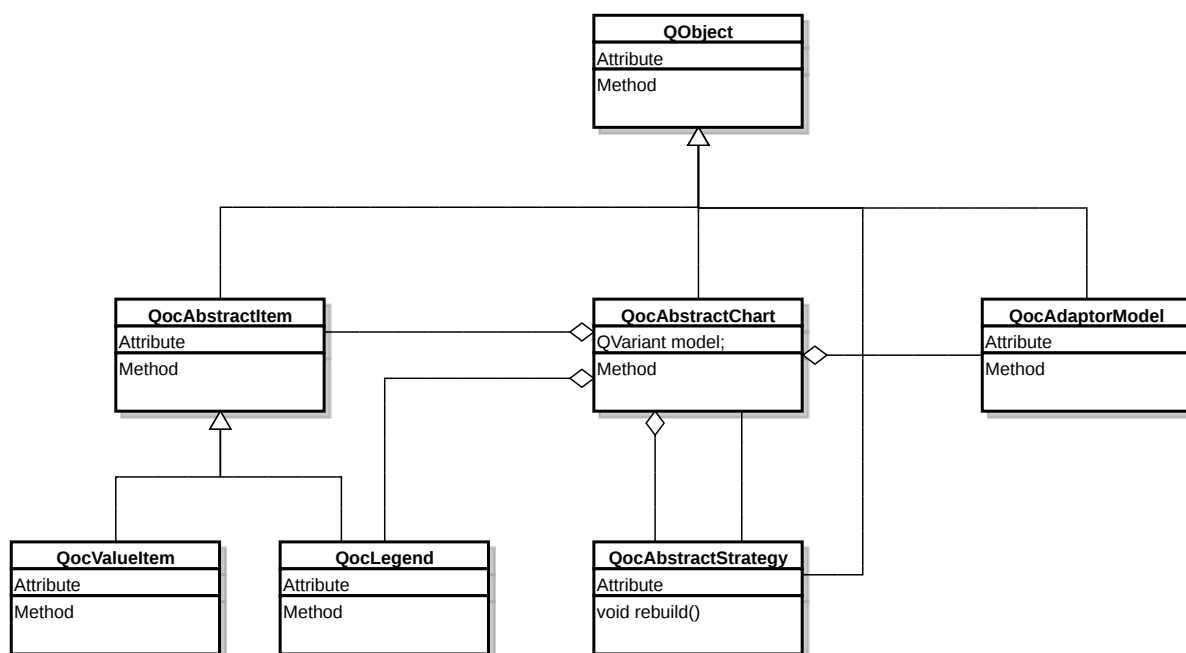 QObject
Attribute
Method
QocAbstractItem
Attribute
Method
QocAbstractChart
QVariant model;
Method
QocAdaptorModel
Attribute
Method
QocValueItem
Attribute
Method
QocLegend
Attribute
Method
QocAbstractStrategy
Attribute
void rebuild()